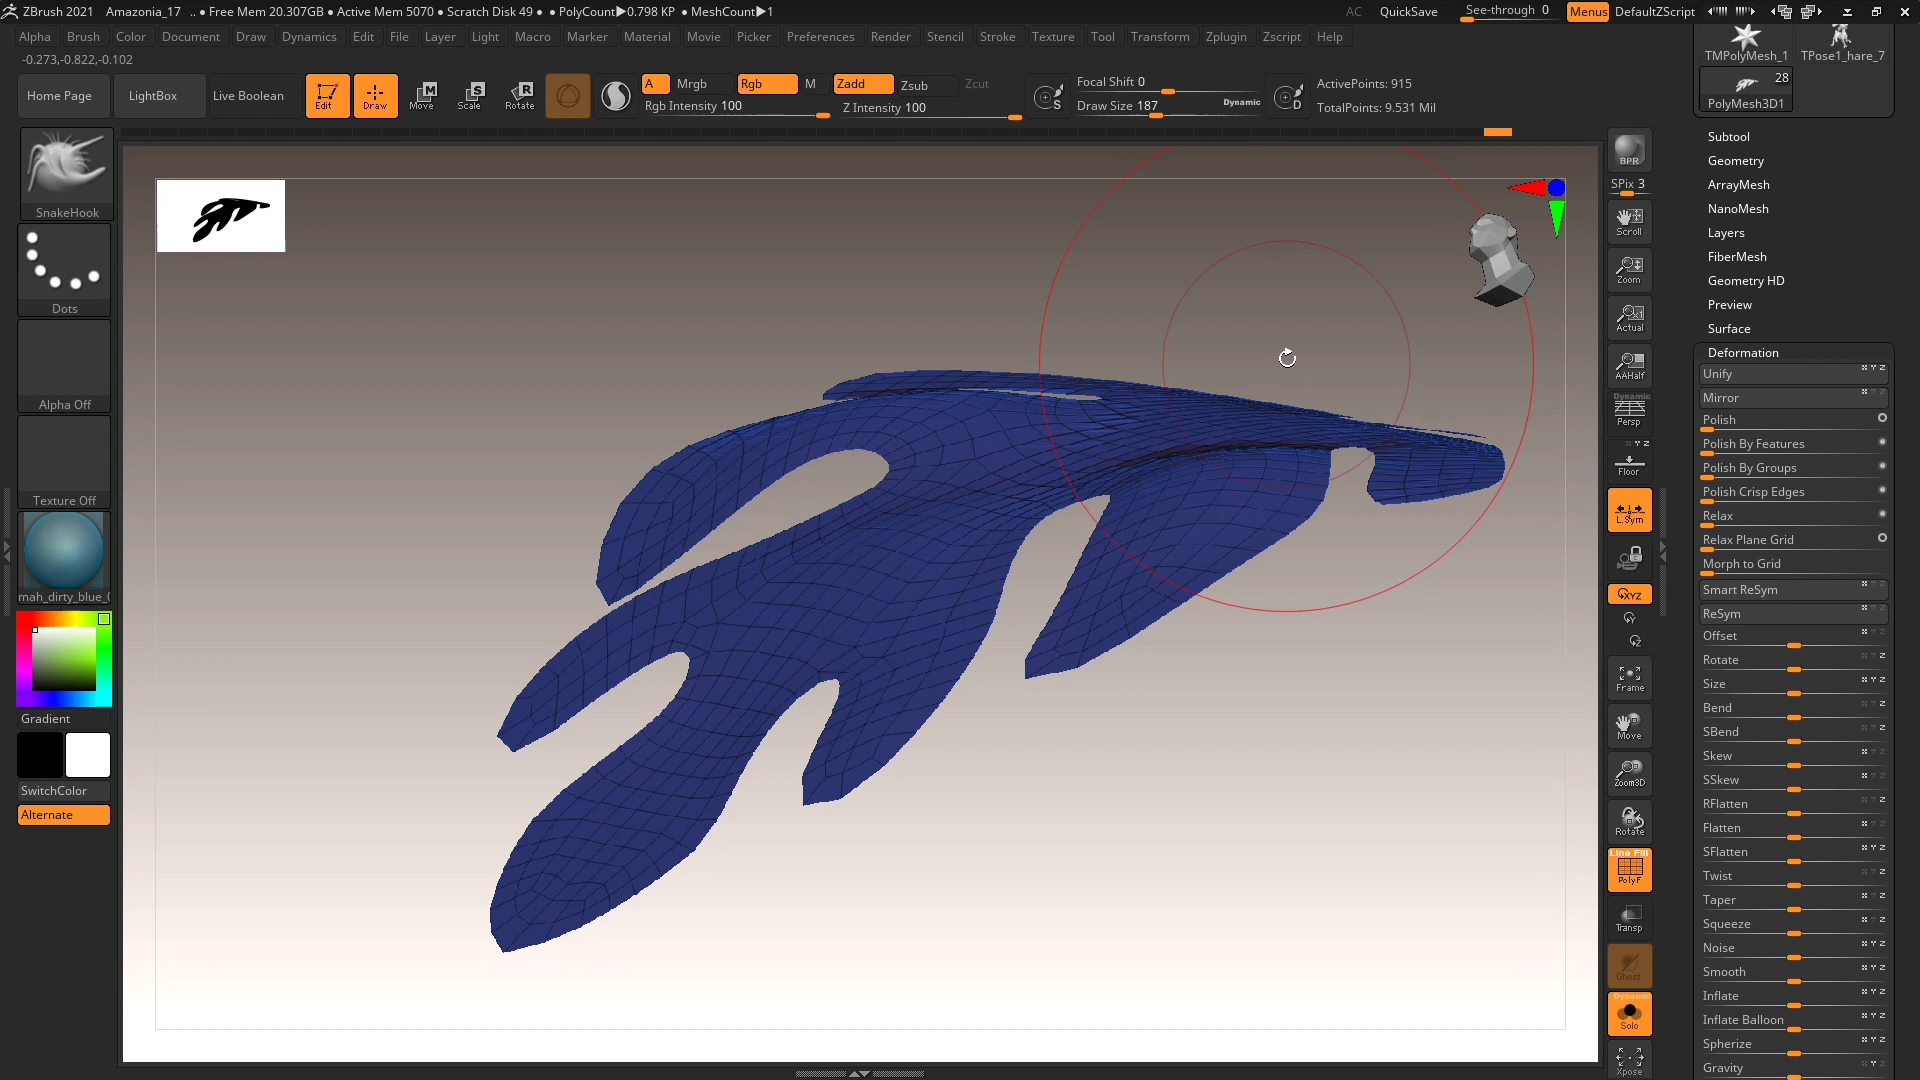 ZBrush 2021 Amazonia_17 .. ● Free Mem 20.307GB ● Active Mem 5070 ● Scratch Disk 49 ● ● PolyCount▶0.798 KP ● MeshCount▶1 AC QuickSave See-through 0 Menus DefaultZScript
Alpha Brush Color Document Draw Dynamics Edit File Layer Light Macro Marker Material Movie Picker Preferences Render Stencil Stroke Texture Tool Transform Zplugin Zscript Help
-0.273,-0.822,-0.102
Home Page LightBox Live Boolean Edit Draw Move Scale Rotate
A Mrgb Rgb M Zadd Zsub Zcut
Rgb Intensity 100 Z Intensity 100
S Focal Shift 0
Draw Size 187 Dynamic D
ActivePoints: 915
TotalPoints: 9.531 Mil
SnakeHook
Dots
Alpha Off
Texture Off
Gradient
SwitchColor
Alternate
BPR
SPix 3
Scroll
Zoom
Actual
AAHalf
Dynamic
Persp
Floor
L.Sym
XYZ
Y
Z
Frame
Move
Zoom3D
Rotate
Line Fill
PolyF
Transp
Ghost
Dynamic
Solo
Xpose
TMPolyMesh_1 TPose1_hare_7
28
PolyMesh3D1
Subtool
Geometry
ArrayMesh
NanoMesh
Layers
FiberMesh
Geometry HD
Preview
Surface
Deformation
Unify
Mirror
Polish
Polish By Features
Polish By Groups
Polish Crisp Edges
Relax
Relax Plane Grid
Morph to Grid
Smart ReSym
ReSym
Offset
Rotate
Size
Bend
SBend
Skew
SSkew
RFlatten
Flatten
SFlatten
Twist
Taper
Squeeze
Noise
Smooth
Inflate
Inflate Balloon
Spherize
Gravity